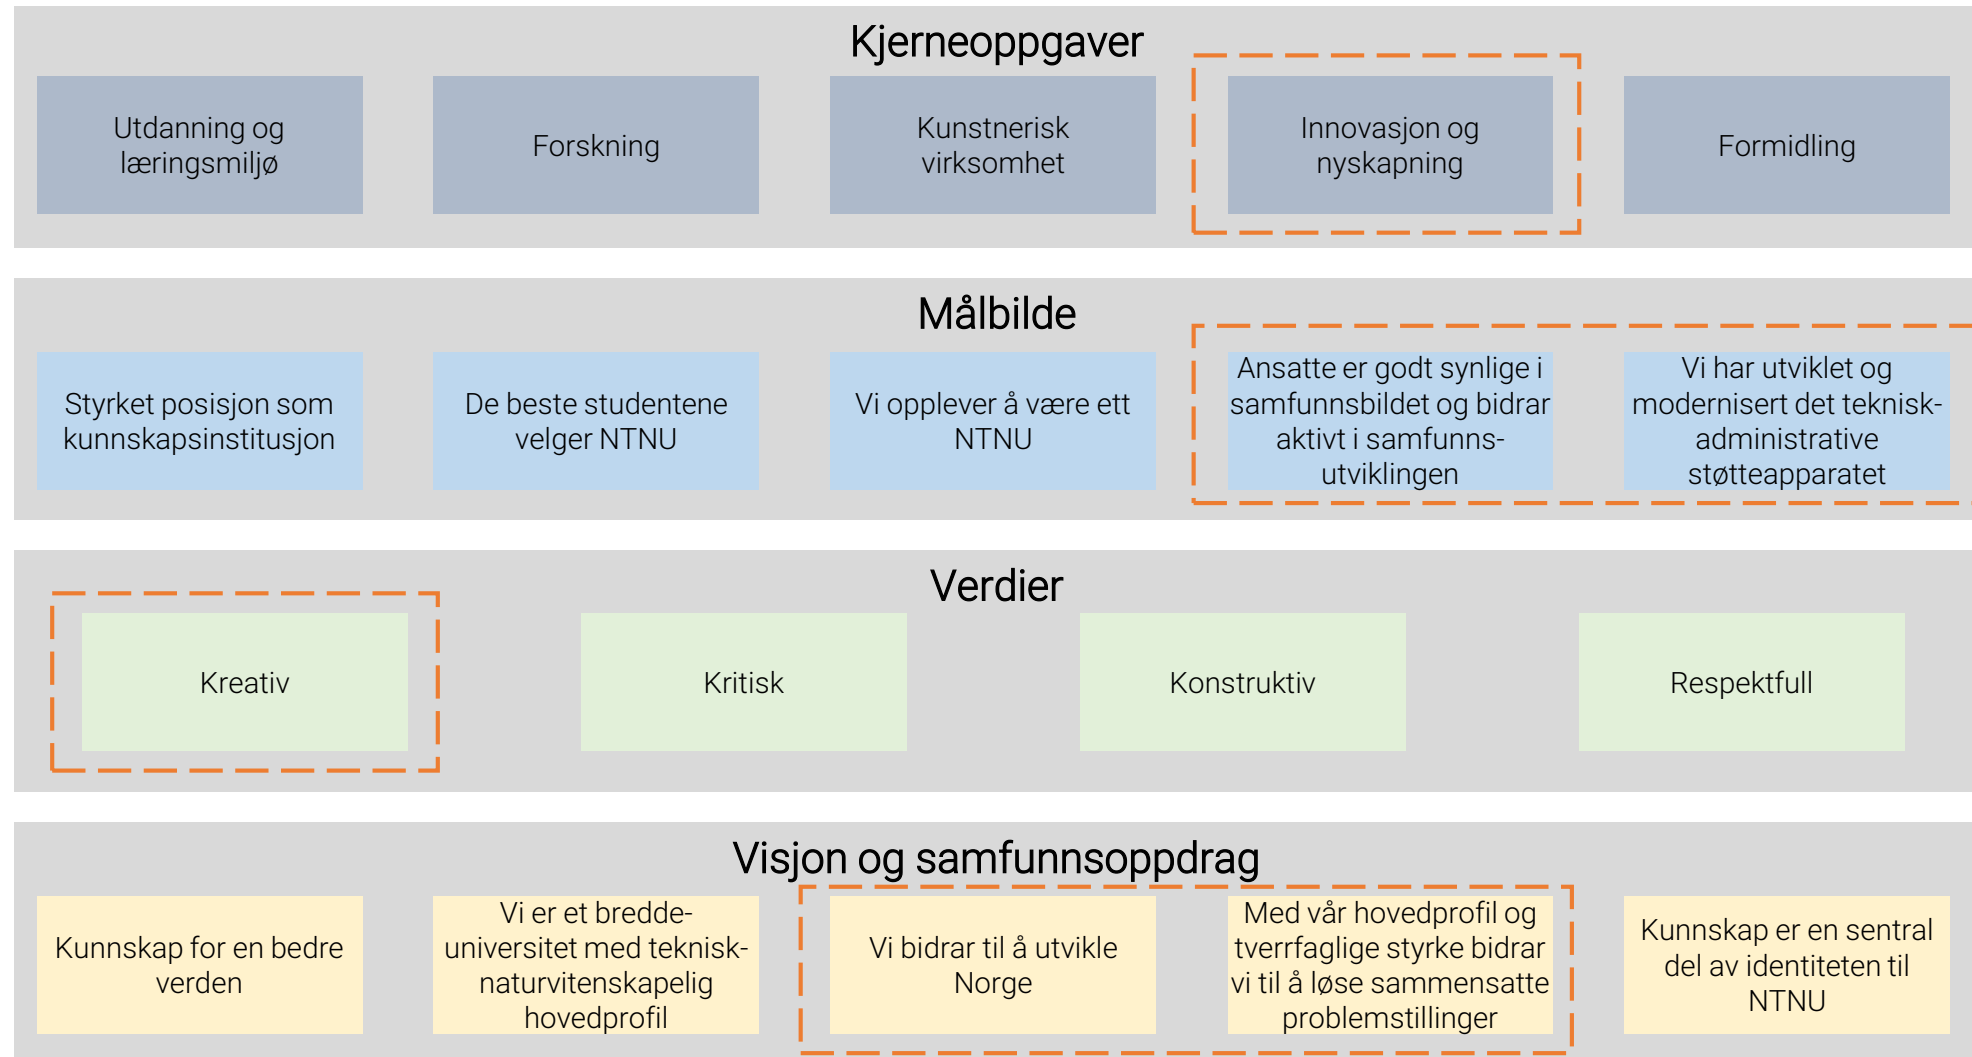 Kjerneoppgaver
Utdanning og
læringsmiljø
Forskning
Kunstnerisk
virksomhet
Innovasjon og
nyskapning
Formidling
Målbilde
Styrket posisjon som
kunnskapsinstitusjon
De beste studentene
velger NTNU
Vi opplever å være ett
NTNU
Ansatte er godt synlige i
samfunnsbildet og bidrar
aktivt i samfunns-
utviklingen
Vi har utviklet og
modernisert det teknisk-
administrative
støtteapparatet
Verdier
Kreativ
Kritisk
Konstruktiv
Respektfull
Visjon og samfunnsoppdrag
Kunnskap for en bedre
verden
Vi er et bredde-
universitet med teknisk-
naturvitenskapelig
hovedprofil
Vi bidrar til å utvikle
Norge
Med vår hovedprofil og
tverrfaglige styrke bidrar
vi til å løse sammensatte
problemstillinger
Kunnskap er en sentral
del av identiteten til
NTNU